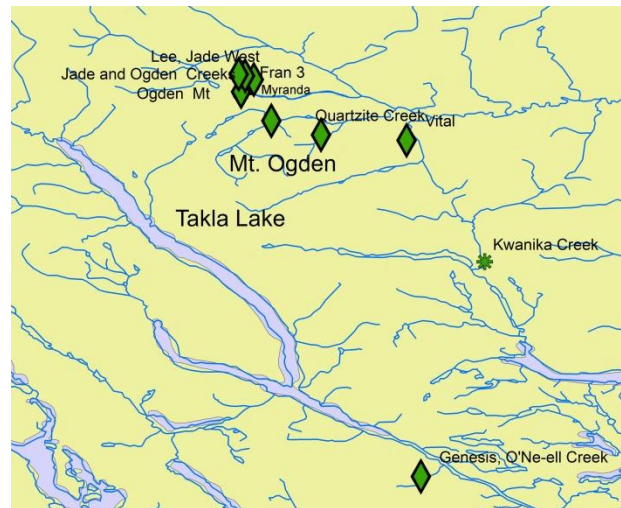 Lee, Jade West
Jade and Ogden Creeks
Fran 3
Ogden Mt
Myranda
Quartzite Creek
Vital
Mt. Ogden
Takla Lake
Kwanika Creek
Genesis, O'Ne-ell Creek